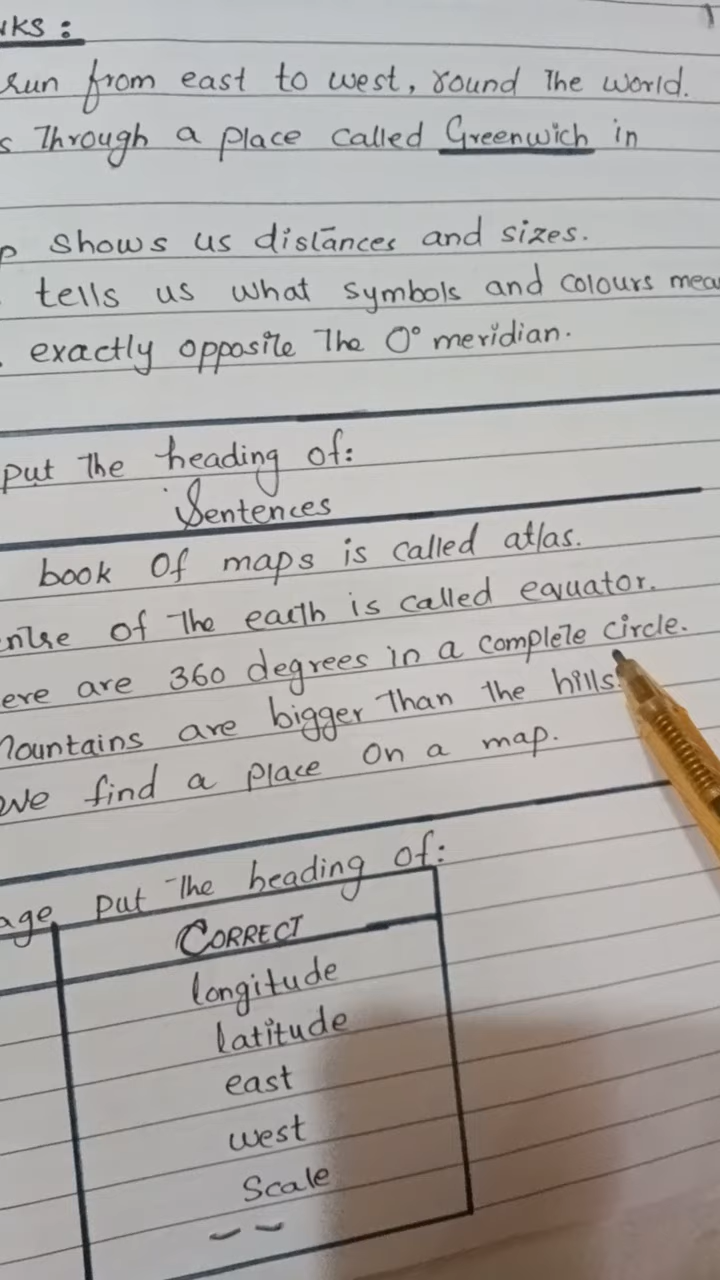 NKS :
run from east to west, round the world.
s through a place called Greenwich in
p shows us distances and sizes.
tells us what symbols and colours mea
. exactly opposite the 0° meridian.
put the heading of:
Sentences
book of maps is called atlas.
entre of the earth is called equator.
ere are 360 degrees in a complete circle.
Mountains are bigger than the hills.
We find a place on a map.
age put the heading of:
CORRECT
longitude
latitude
east
west
Scale